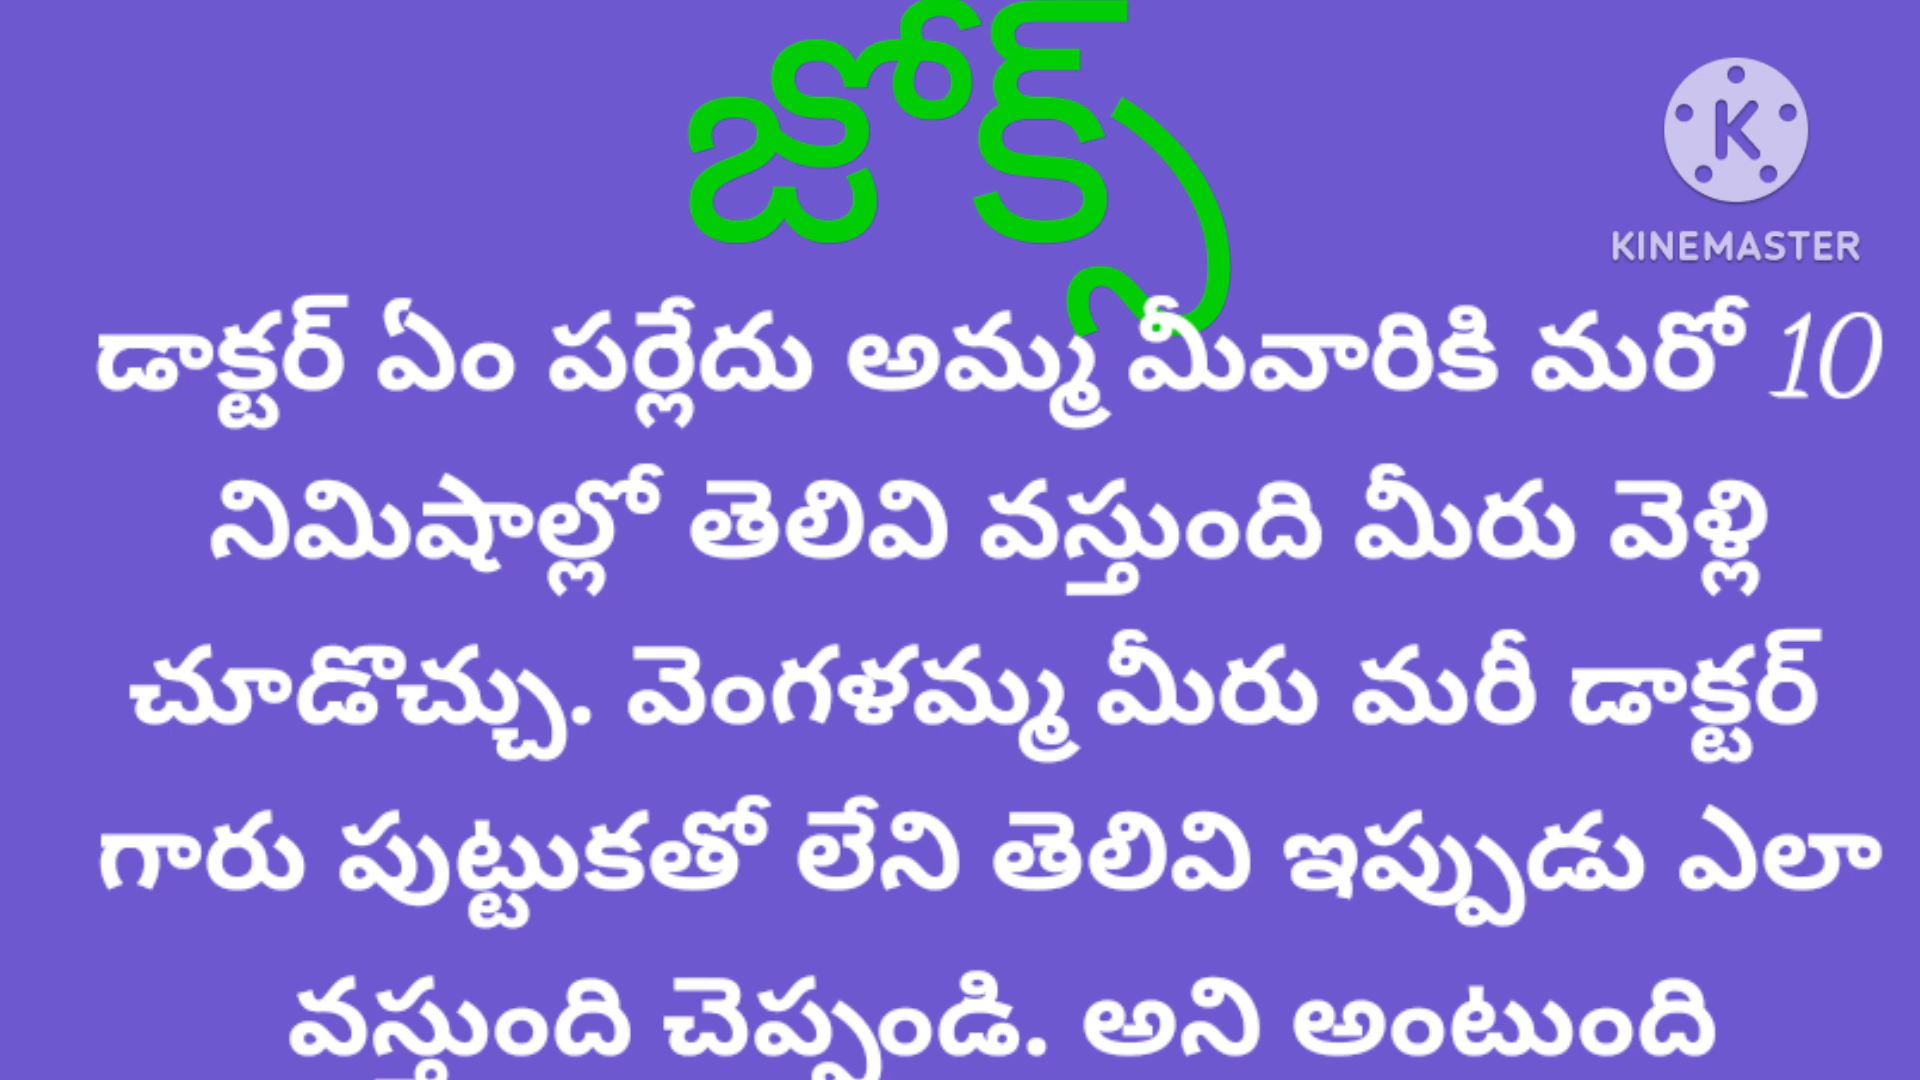 జోక్స్
KINEMASTER
డాక్టర్ ఏం పర్లేదు అమ్మ మీవారికి మరో 10
నిమిషాల్లో తెలివి వస్తుంది మీరు వెళ్లి
చూడొచ్చు. వెంగళమ్మ మీరు మరీ డాక్టర్
గారు పుట్టుకతో లేని తెలివి ఇప్పుడు ఎలా
వస్తుంది చెప్పండి. అని అంటుంది